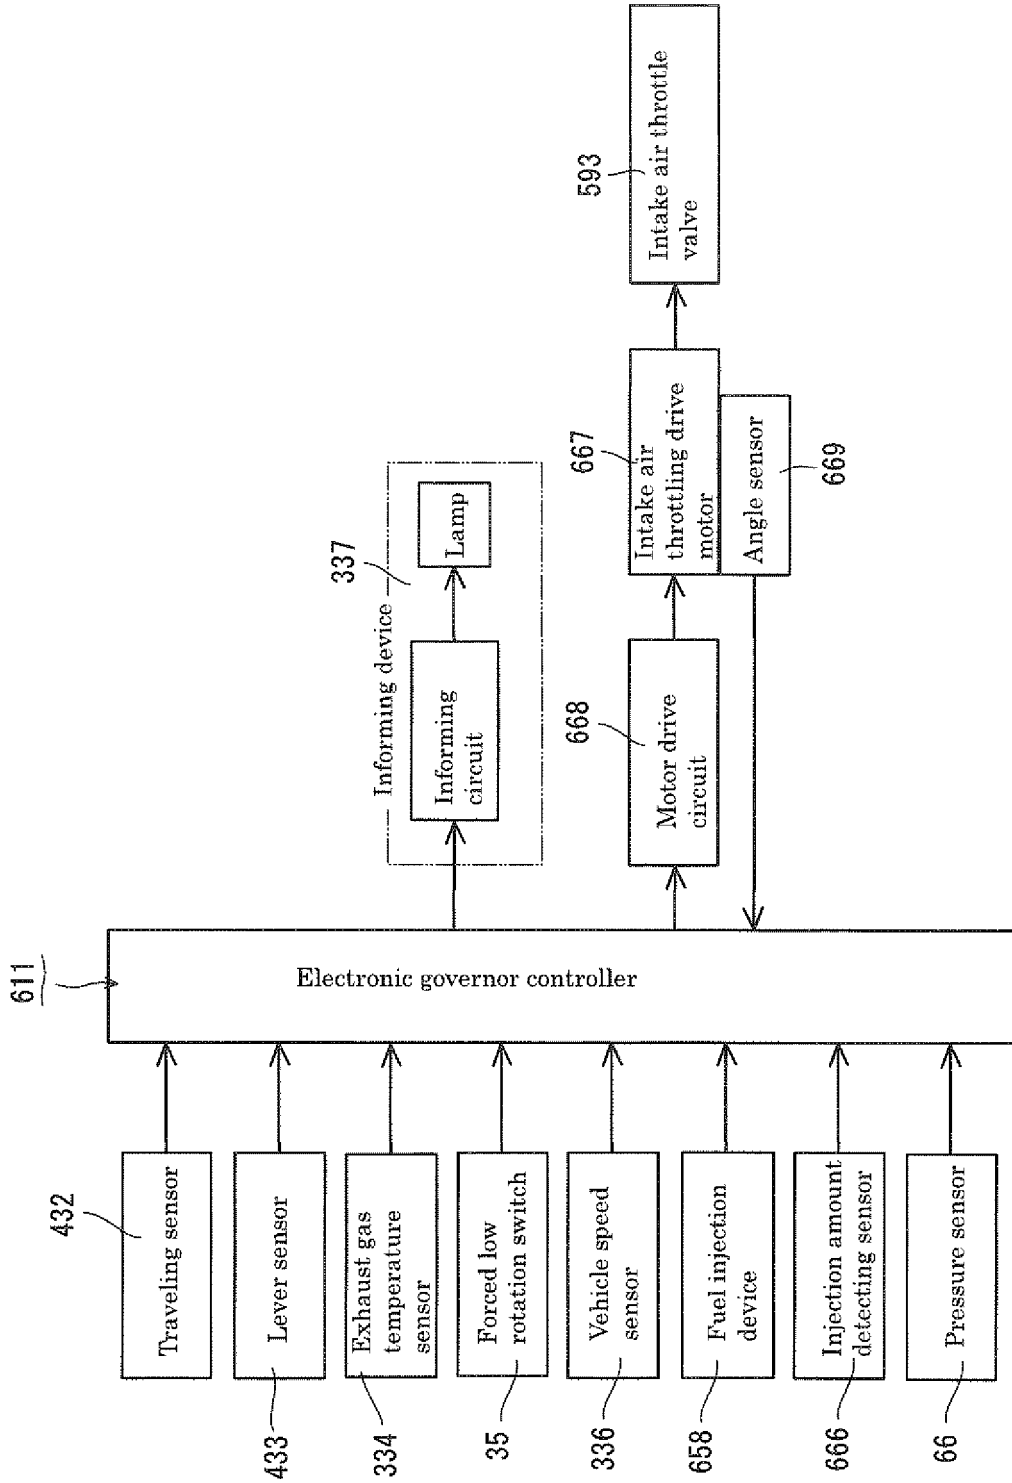 432
Traveling sensor
433
Lever sensor
334
Exhaust gas
temperature
sensor
35
Forced low
rotation switch
336
Vehicle speed
sensor
658
Fuel injection
device
666
Injection amount
detecting sensor
66
Pressure sensor
611
Electronic governor controller
Informing device
337
Informing
circuit
Lamp
668
Motor drive
circuit
667
Intake air
throttling drive
motor
Angle sensor
669
593
Intake air throttle
valve